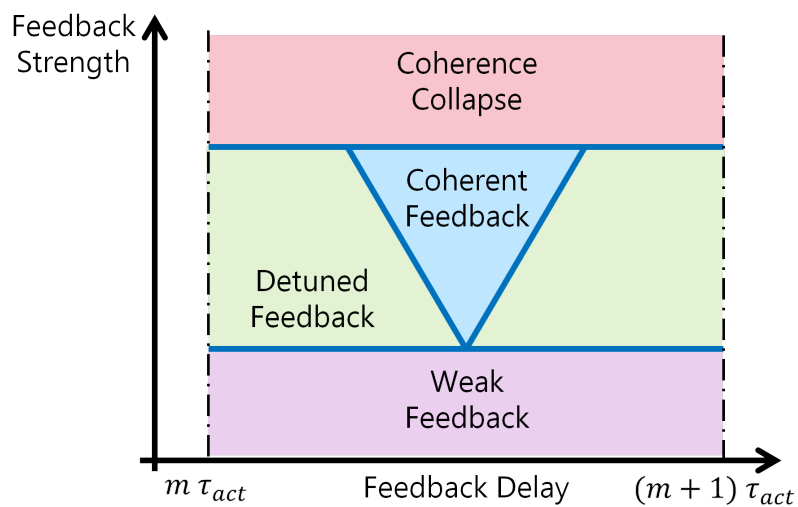 Feedback
Strength
Coherence
Collapse
Coherent
Feedback
Detuned
Feedback
Weak
Feedback
m τ_act
Feedback Delay
(m + 1) τ_act